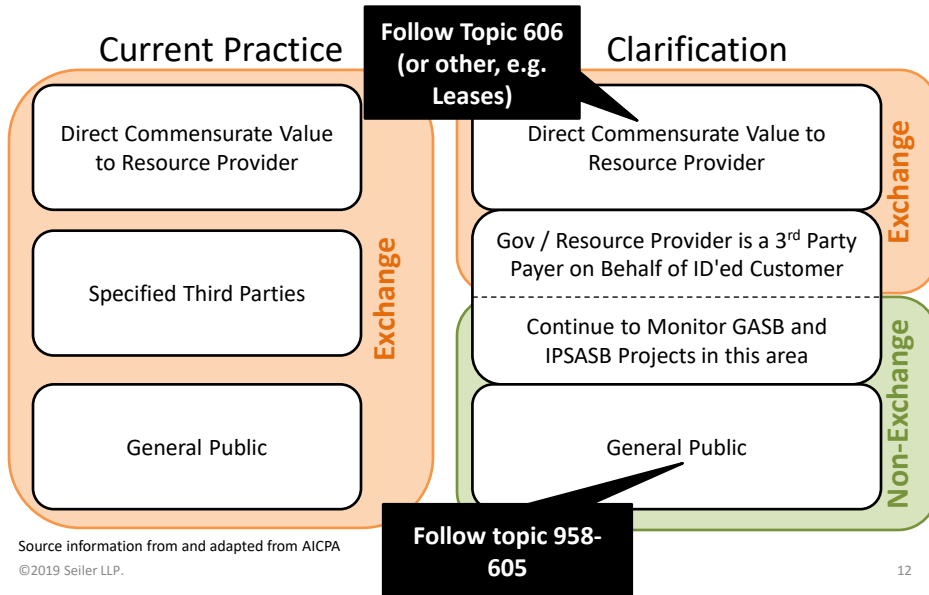 Current Practice
Direct Commensurate Value
to Resource Provider
Specified Third Parties
General Public
Exchange
Follow Topic 606
(or other, e.g.
Leases)
Clarification
Direct Commensurate Value to
Resource Provider
Gov / Resource Provider is a 3rd Party
Payer on Behalf of ID'ed Customer
Continue to Monitor GASB and
IPSASB Projects in this area
General Public
Exchange
Non-Exchange
Follow topic 958-
605
Source information from and adapted from AICPA
©2019 Seiler LLP.
12